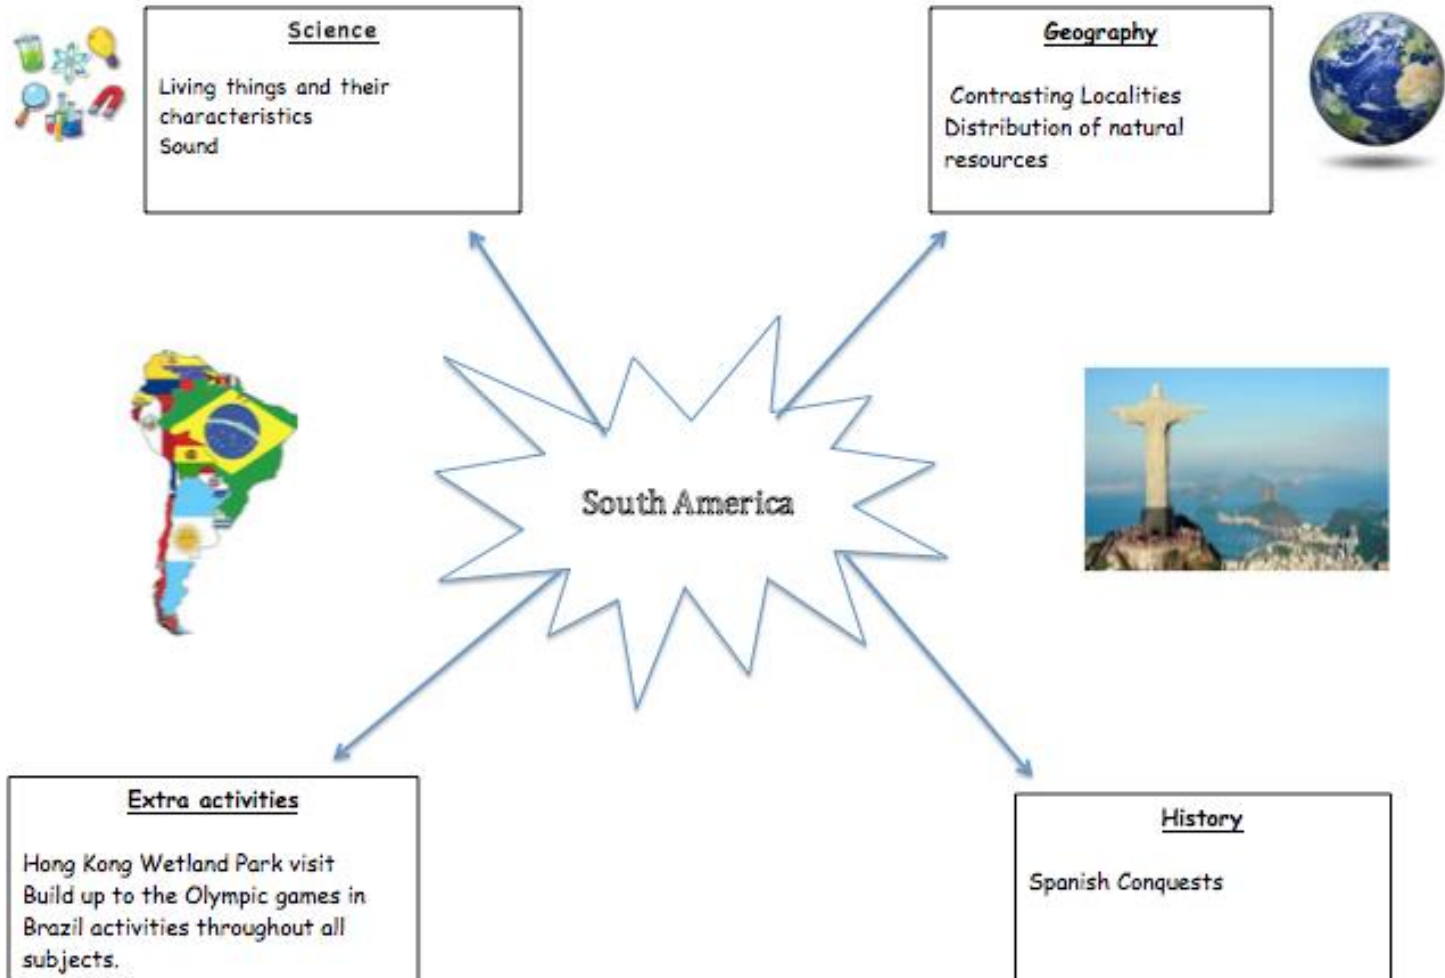 Science
Living things and their
characteristics
Sound
Geography
Contrasting Localities
Distribution of natural
resources
South America
Extra activities
Hong Kong Wetland Park visit
Build up to the Olympic games in
Brazil activities throughout all
subjects.
History
Spanish Conquests